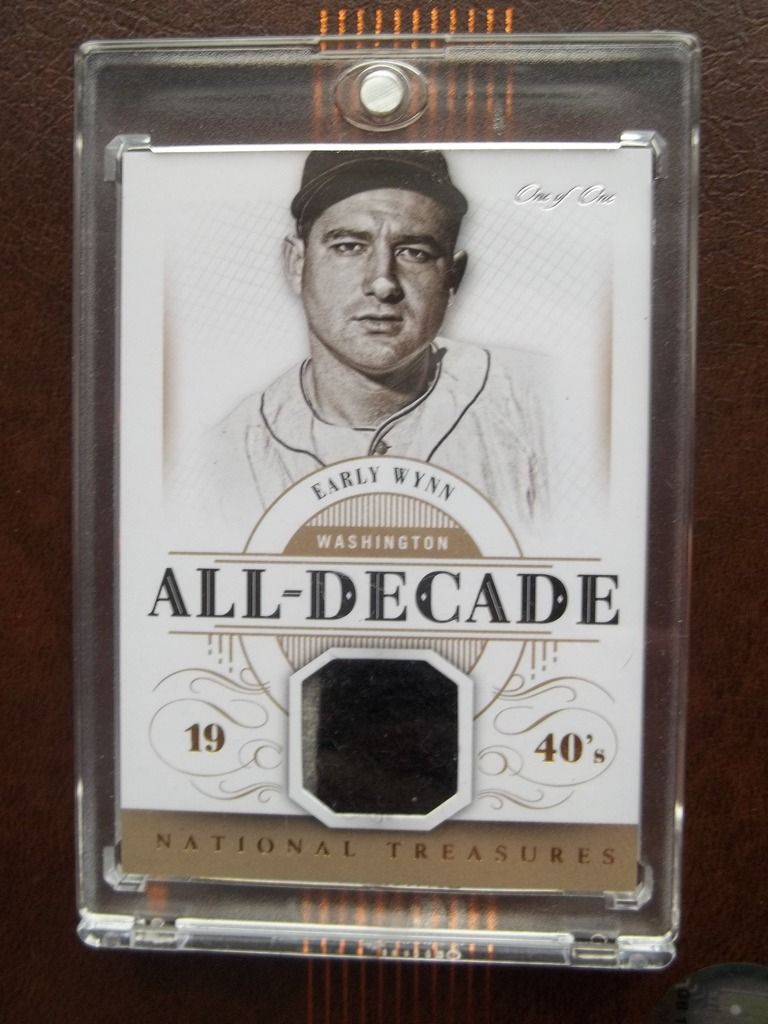 One of One
EARLY WYNN
WASHINGTON
ALL-DECADE
19 40's
NATIONAL TREASURES